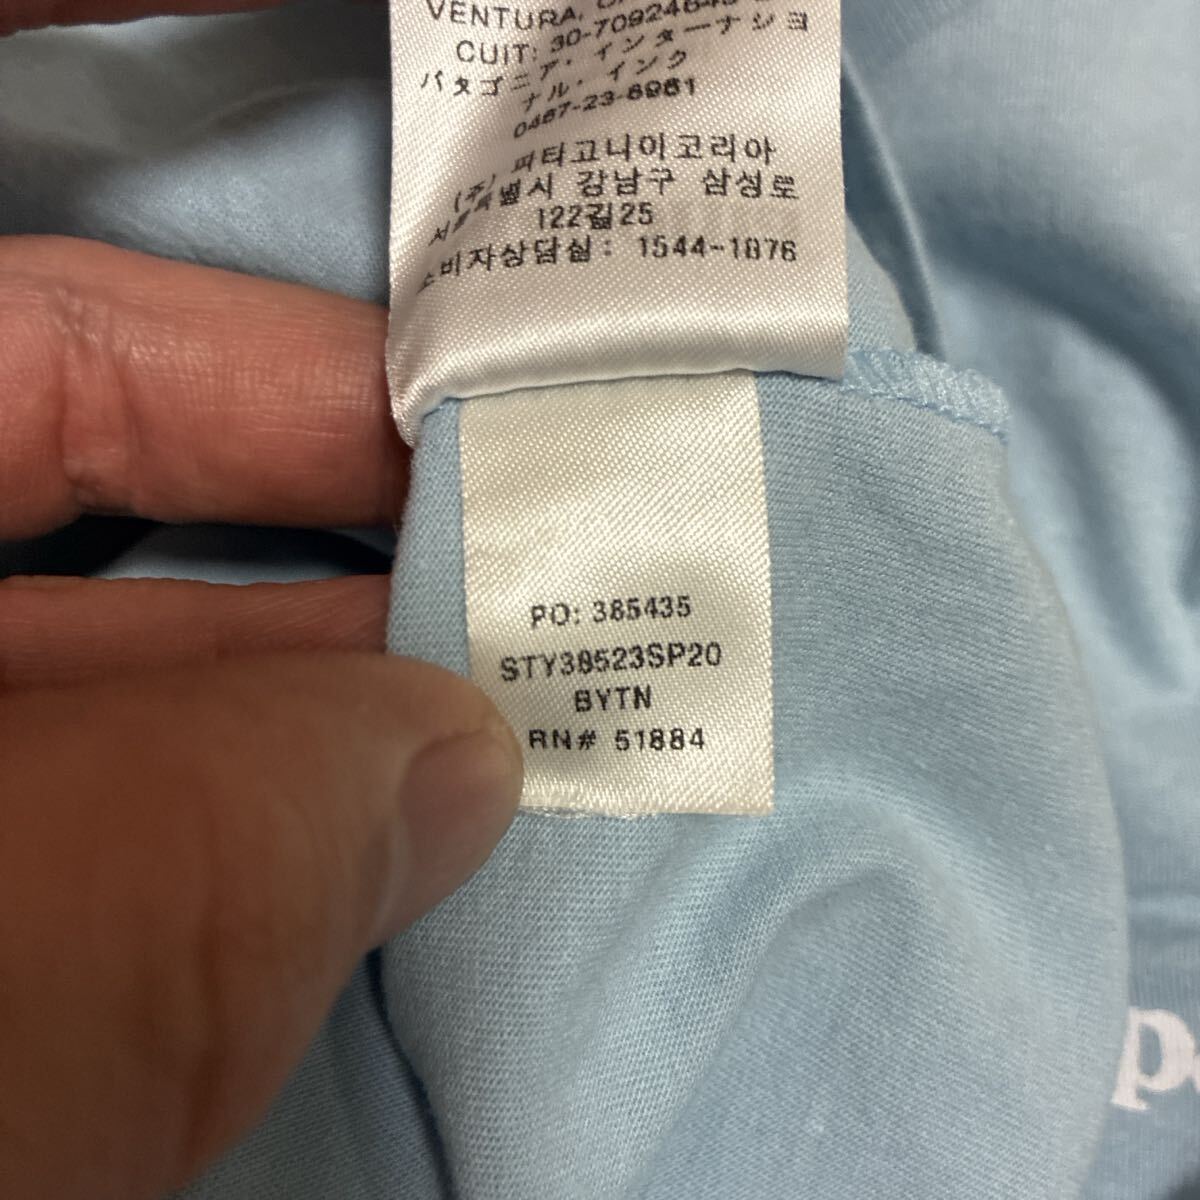 VENTURA,
CUIT: 30-70924645-
パタゴニア・インターナショ
ナル・インク
0467-23-8961
(주) 피타고니아코리아
서울특별시 강남구 삼성로
122길25
소비자상담실: 1544-1876
PO: 385435
STY38523SP20
BYTN
RN# 51884